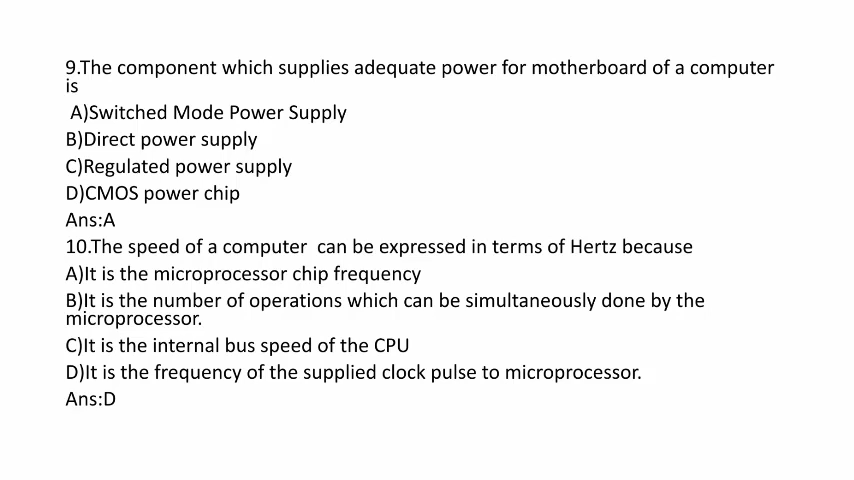 9.The component which supplies adequate power for motherboard of a computer
is
A)Switched Mode Power Supply
B)Direct power supply
C)Regulated power supply
D)CMOS power chip
Ans:A
10.The speed of a computer  can be expressed in terms of Hertz because
A)It is the microprocessor chip frequency
B)It is the number of operations which can be simultaneously done by the
microprocessor.
C)It is the internal bus speed of the CPU
D)It is the frequency of the supplied clock pulse to microprocessor.
Ans:D